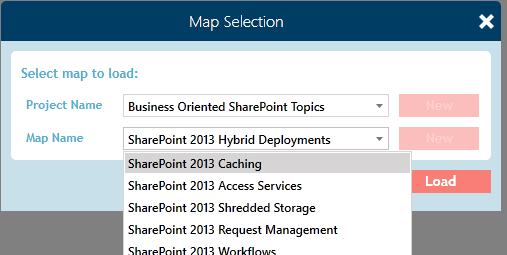 Map Selection
Select map to load:
Project Name Business Oriented SharePoint Topics New
Map Name SharePoint 2013 Hybrid Deployments New
SharePoint 2013 Caching
Load
SharePoint 2013 Access Services
SharePoint 2013 Shredded Storage
SharePoint 2013 Request Management
SharePoint 2013 Workflows